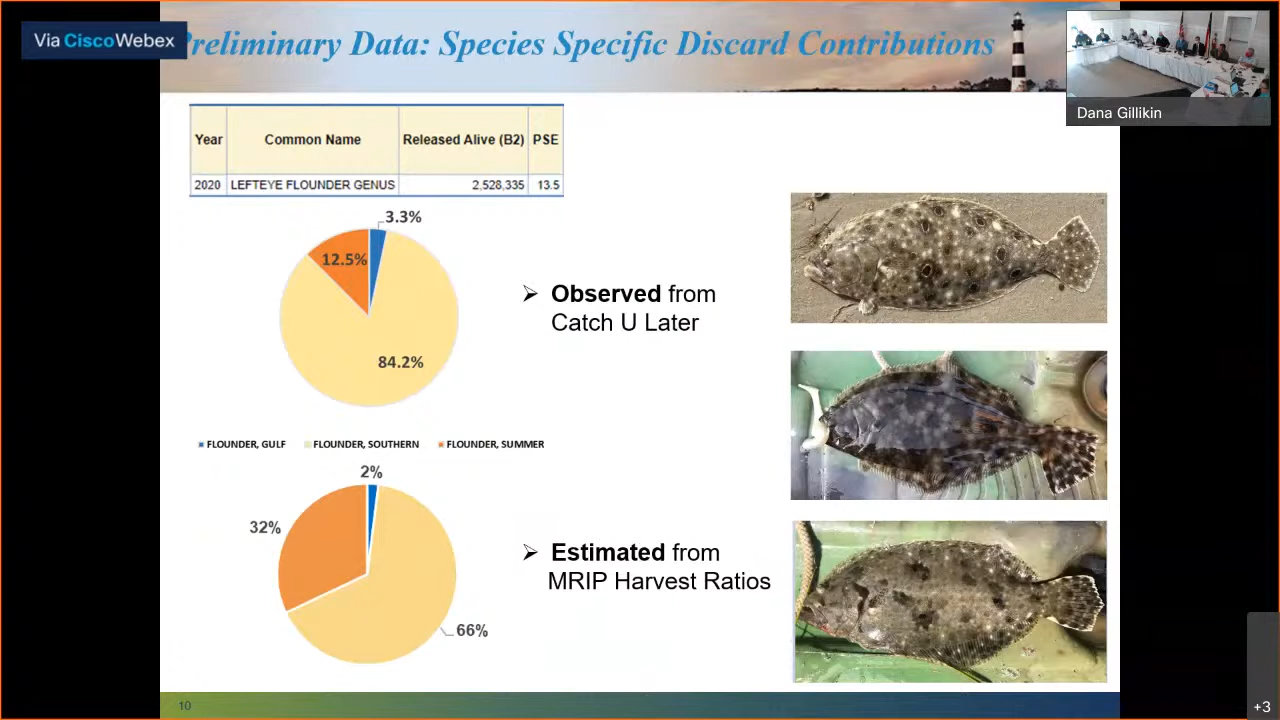 Via Cisco Webex
Preliminary Data: Species Specific Discard Contributions
Dana Gillikin
Year Common Name Released Alive (B2) PSE
2020 LEFTEYE FLOUNDER GENUS 2,528,335 13.5
3.3%
12.5%
84.2%
➢ Observed from
Catch U Later
FLOUNDER, GULF FLOUNDER, SOUTHERN FLOUNDER, SUMMER
2%
32%
66%
➢ Estimated from
MRIP Harvest Ratios
10
+3